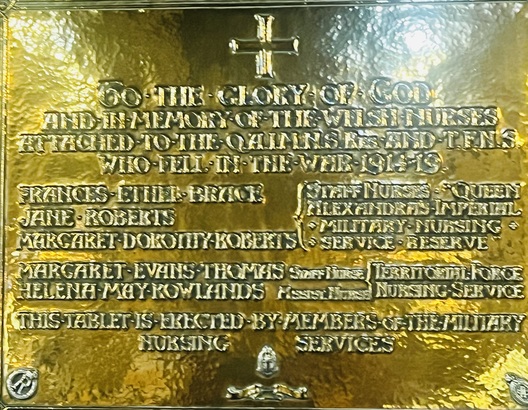 TO·THE·GLORY·OF·GOD
AND·IN·MEMORY·OF·THE·WELSH·NURSES
ATTACHED·TO·THE·Q.A.I.M.N.S. RES. AND·T.F.N.S
WHO·FELL·IN·THE·WAR·1914-19.
FRANCES·ETHEL·BRACE STAFF NURSES·"QUEEN
JANE·ROBERTS ALEXANDRA'S·IMPERIAL
MARGARET·DOROTHY·ROBERTS ·MILITARY·NURSING·
·SERVICE·RESERVE"
MARGARET·EVANS·THOMAS STAFF NURSE TERRITORIAL·FORCE
HELENA·MAY·ROWLANDS ASSIST. NURSE NURSING·SERVICE
THIS·TABLET·IS·ERECTED·BY·MEMBERS·OF·THE·MILITARY
NURSING SERVICES